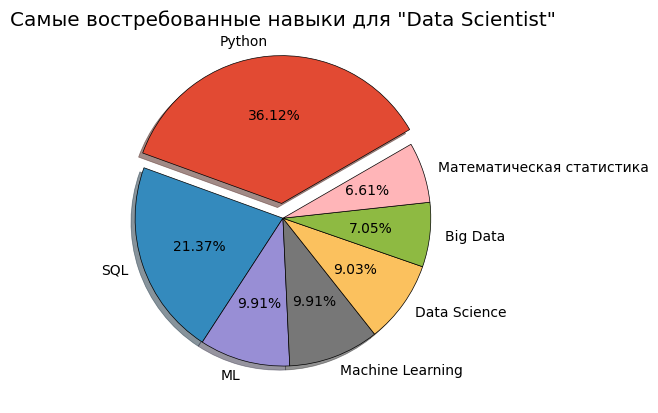 Самые востребованные навыки для "Data Scientist"
Python
36.12%
Математическая статистика
6.61%
7.05%
Big Data
21.37%
SQL
9.03%
Data Science
9.91%
9.91%
ML
Machine Learning